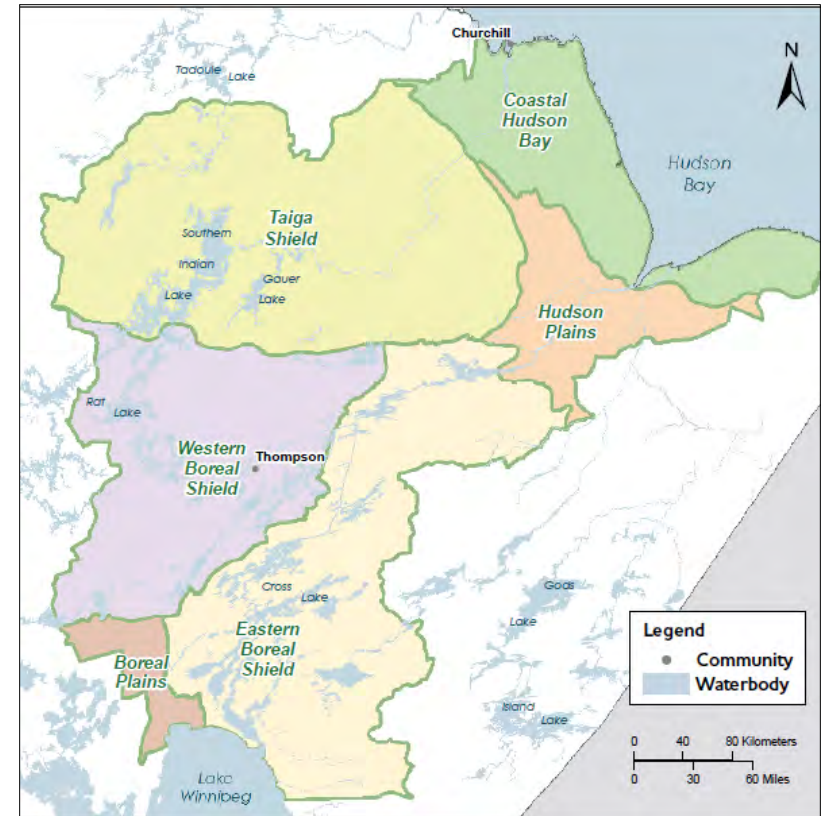 Churchill
N
Tadoule
Lake
Coastal
Hudson
Bay
Hudson
Bay
Taiga
Shield
Southern
Indian
Lake
Gauer
Lake
Hudson
Plains
Rat
Lake
Western
Boreal
Shield
Thompson
Cross
Lake
Gods
Lake
Eastern
Boreal
Shield
Boreal
Plains
Island
Lake
Lake
Winnipeg
Legend
Community
Waterbody
0 40 80 Kilometers
0 30 60 Miles